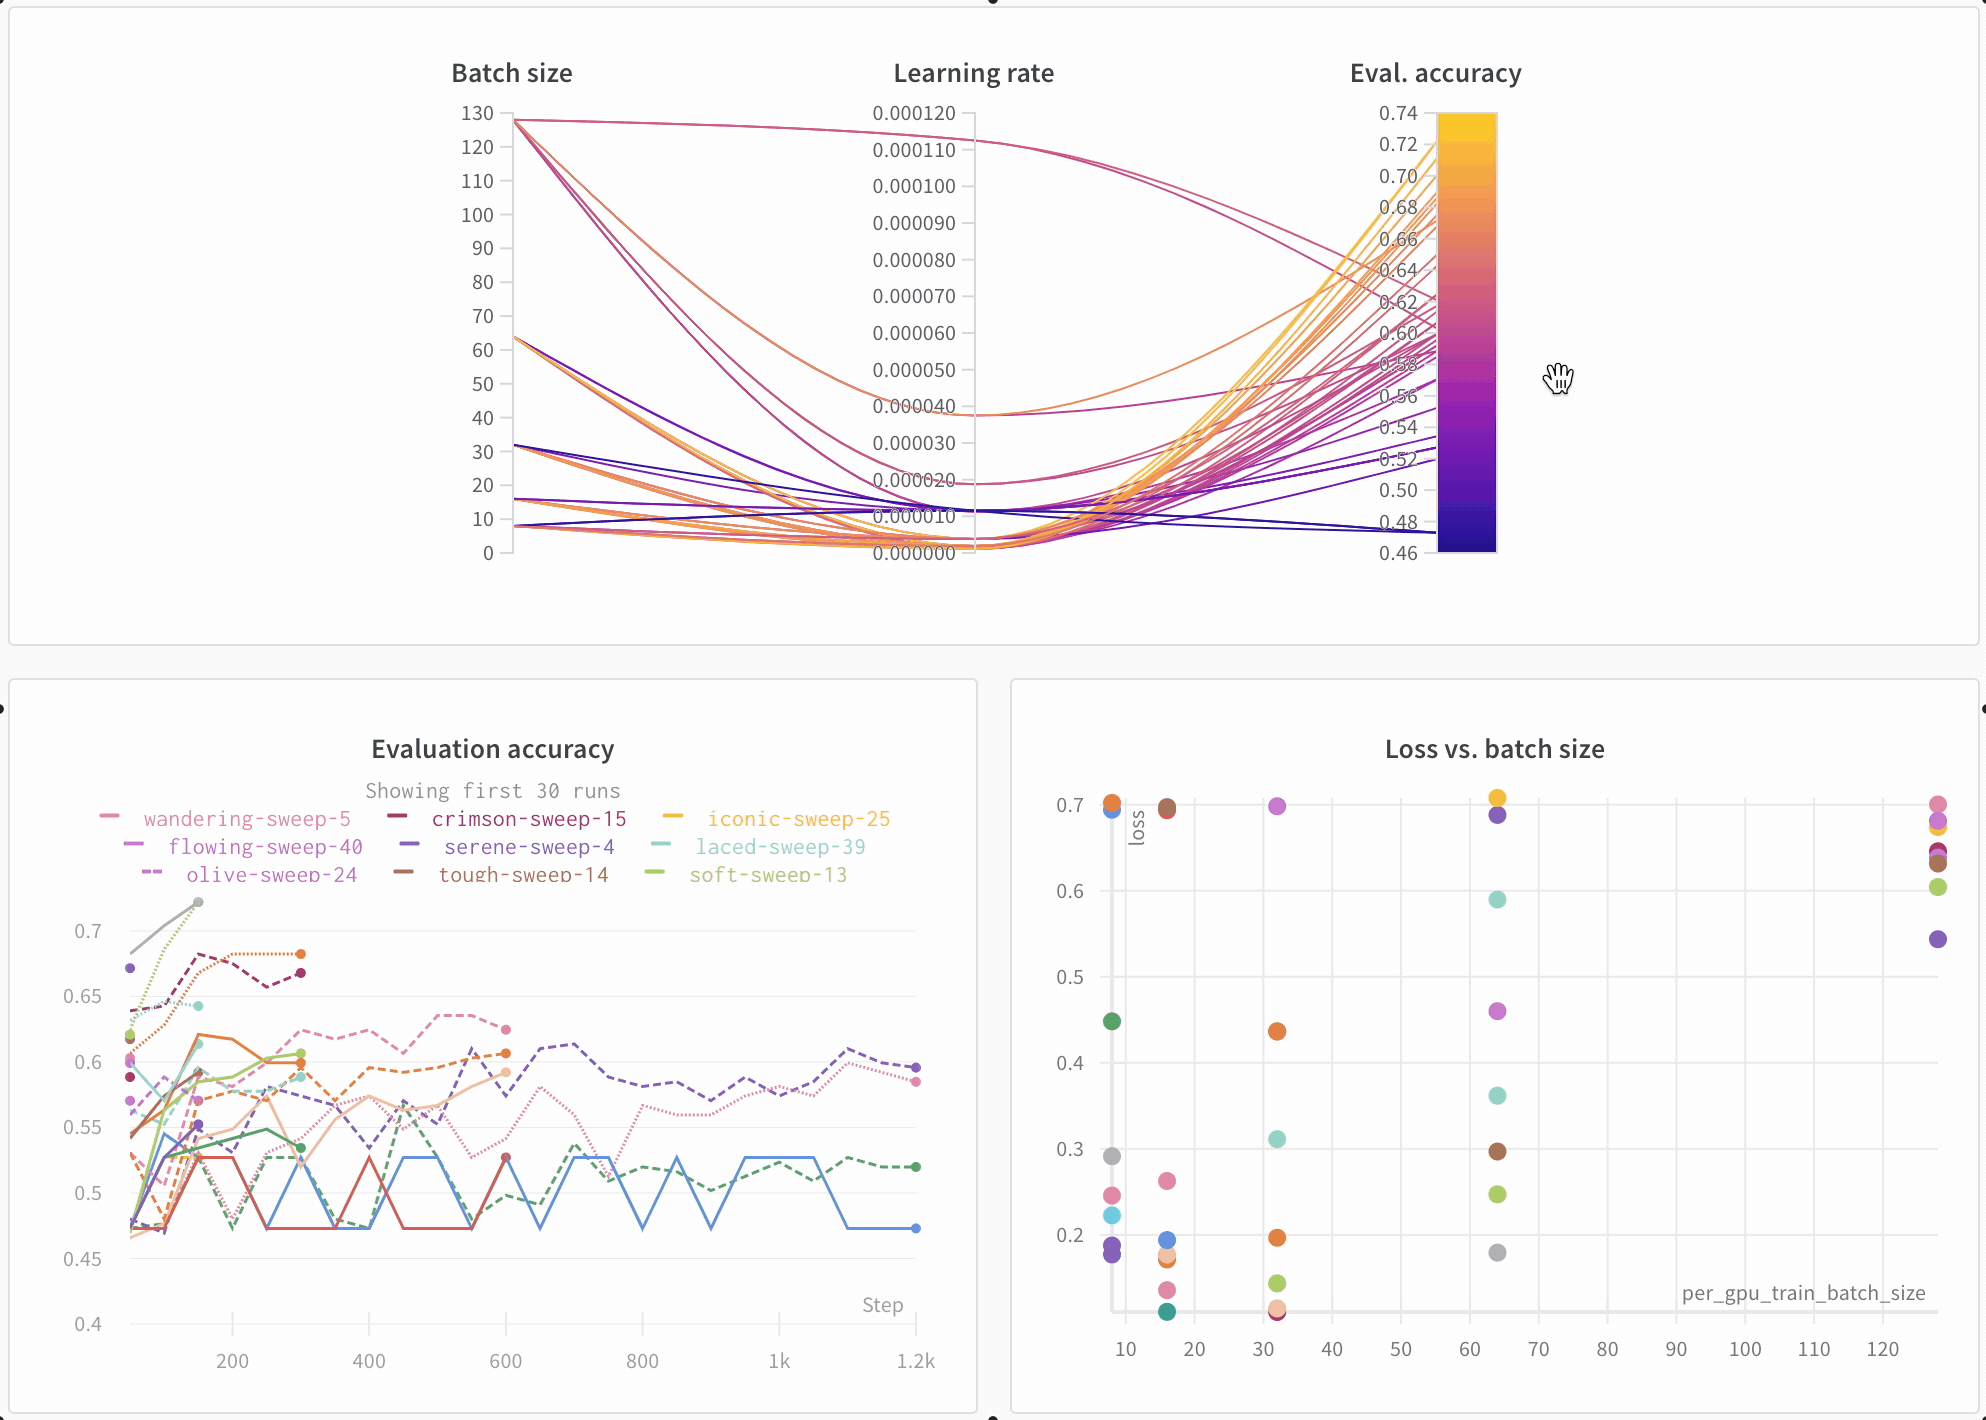 Batch size Learning rate Eval. accuracy
130 0.000120 0.74
120 0.000110 0.72
110 0.000100 0.70
100 0.000090 0.68
90 0.000080 0.66
80 0.000070 0.64
70 0.000060 0.62
60 0.000050 0.60
50 0.000040 0.58
40 0.000030 0.56
30 0.000020 0.54
20 0.000010 0.52
10 0.000000 0.50
0 0.48
0.46
Evaluation accuracy
Showing first 30 runs
wandering-sweep-5 crimson-sweep-15 iconic-sweep-25
flowing-sweep-40 serene-sweep-4 laced-sweep-39
olive-sweep-24 tough-sweep-14 soft-sweep-13
0.7
0.65
0.6
0.55
0.5
0.45
0.4
Step
200 400 600 800 1k 1.2k
Loss vs. batch size
loss
0.7
0.6
0.5
0.4
0.3
0.2
per_gpu_train_batch_size
10 20 30 40 50 60 70 80 90 100 110 120